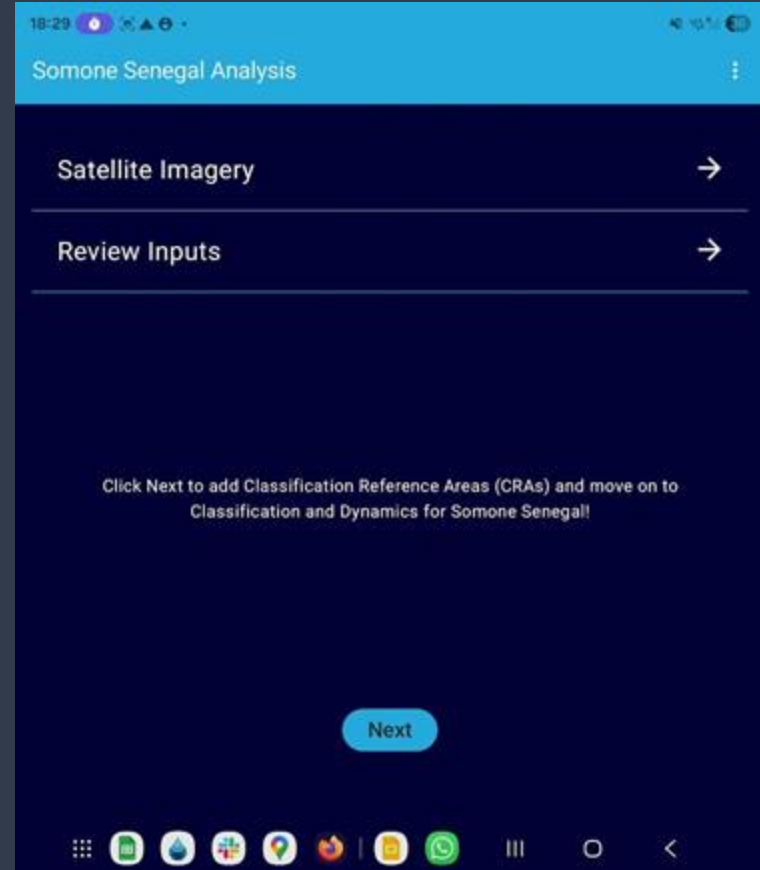 18:29
Somone Senegal Analysis
Satellite Imagery
Review Inputs
Click Next to add Classification Reference Areas (CRAs) and move on to
Classification and Dynamics for Somone Senegal!
Next